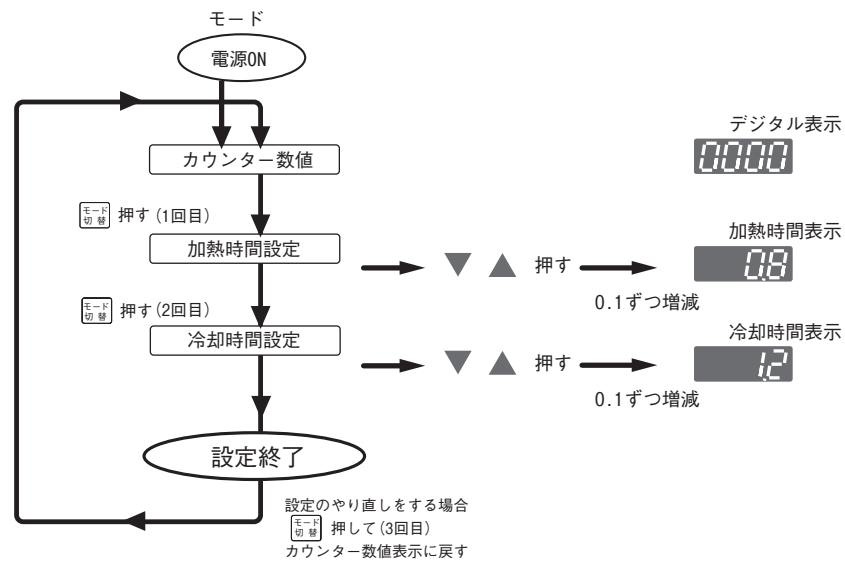 モード
電源ON
カウンター数値
デジタル表示
0000
モード切替 押す(1回目)
加熱時間設定
▼ ▲ 押す
0.1ずつ増減
加熱時間表示
0.8
モード切替 押す(2回目)
冷却時間設定
▼ ▲ 押す
0.1ずつ増減
冷却時間表示
1.2
設定終了
設定のやり直しをする場合
モード切替 押して(3回目)
カウンター数値表示に戻す